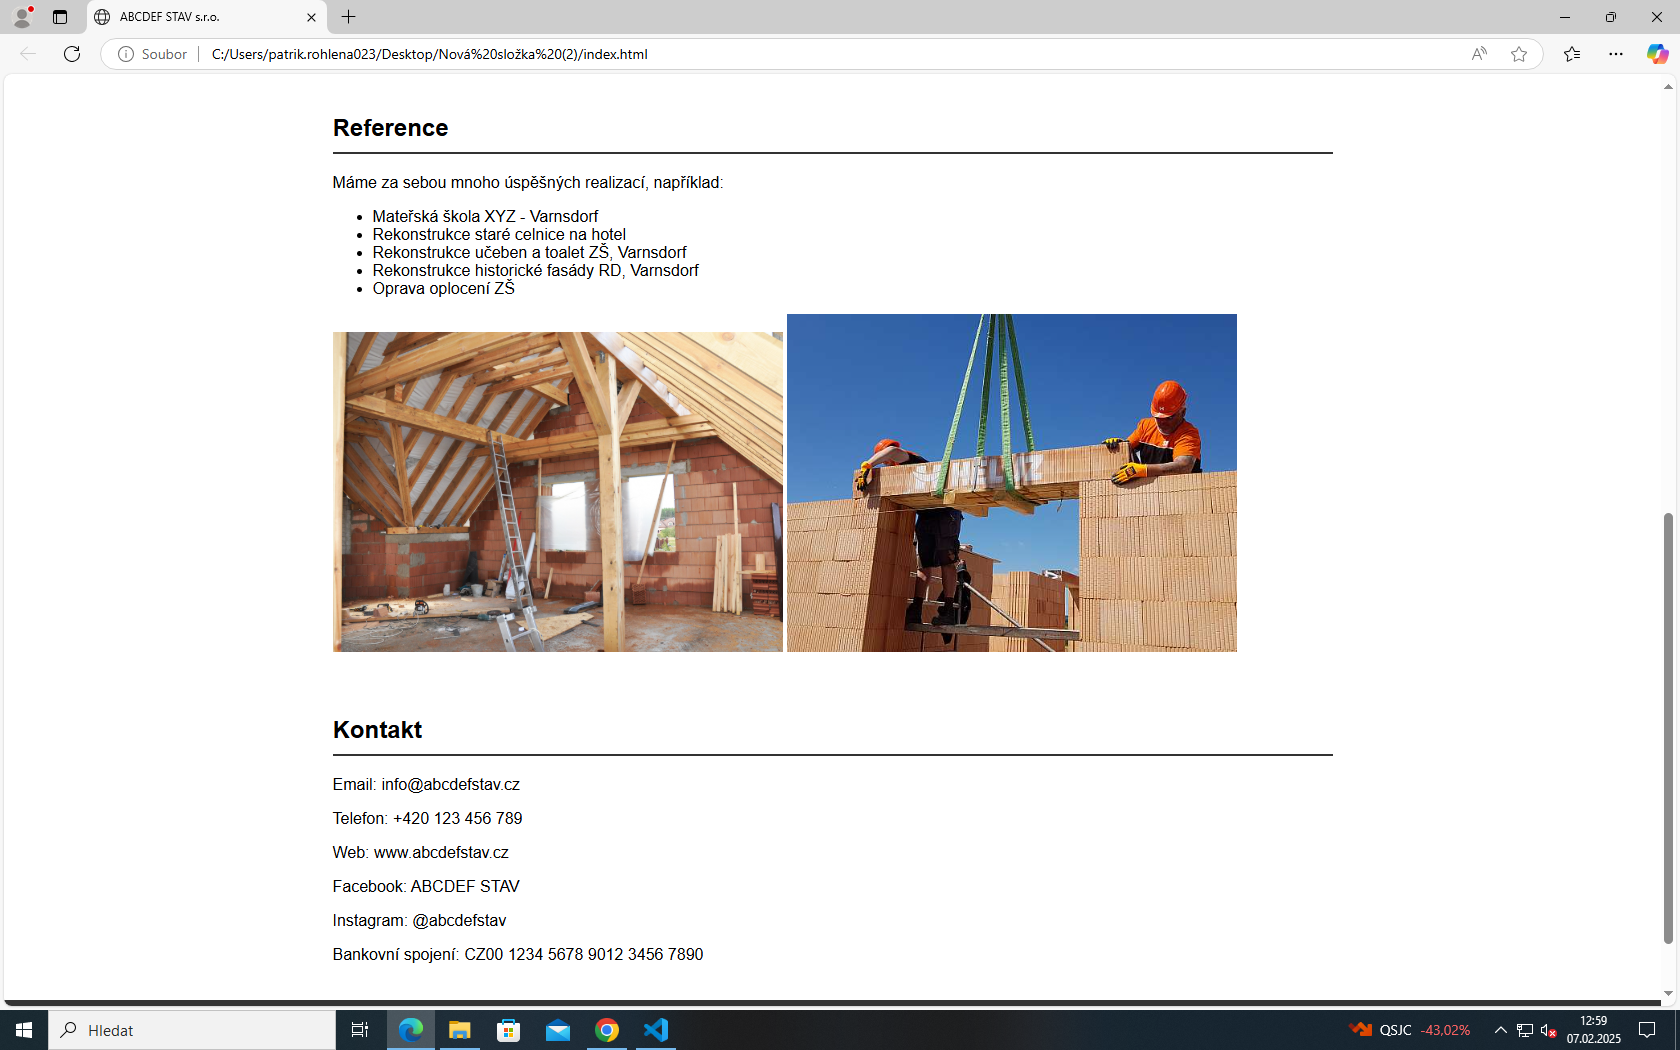 ABCDEF STAV s.r.o.
Soubor
C:/Users/patrik.rohlena023/Desktop/Nová%20složka%20(2)/index.html
Reference
Máme za sebou mnoho úspěšných realizací, například:
Mateřská škola XYZ - Varnsdorf
Rekonstrukce staré celnice na hotel
Rekonstrukce učeben a toalet ZŠ, Varnsdorf
Rekonstrukce historické fasády RD, Varnsdorf
Oprava oplocení ZŠ
Kontakt
Email: info@abcdefstav.cz
Telefon: +420 123 456 789
Web: www.abcdefstav.cz
Facebook: ABCDEF STAV
Instagram: @abcdefstav
Bankovní spojení: CZ00 1234 5678 9012 3456 7890
Hledat
QSJC -43,02%
12:59
07.02.2025